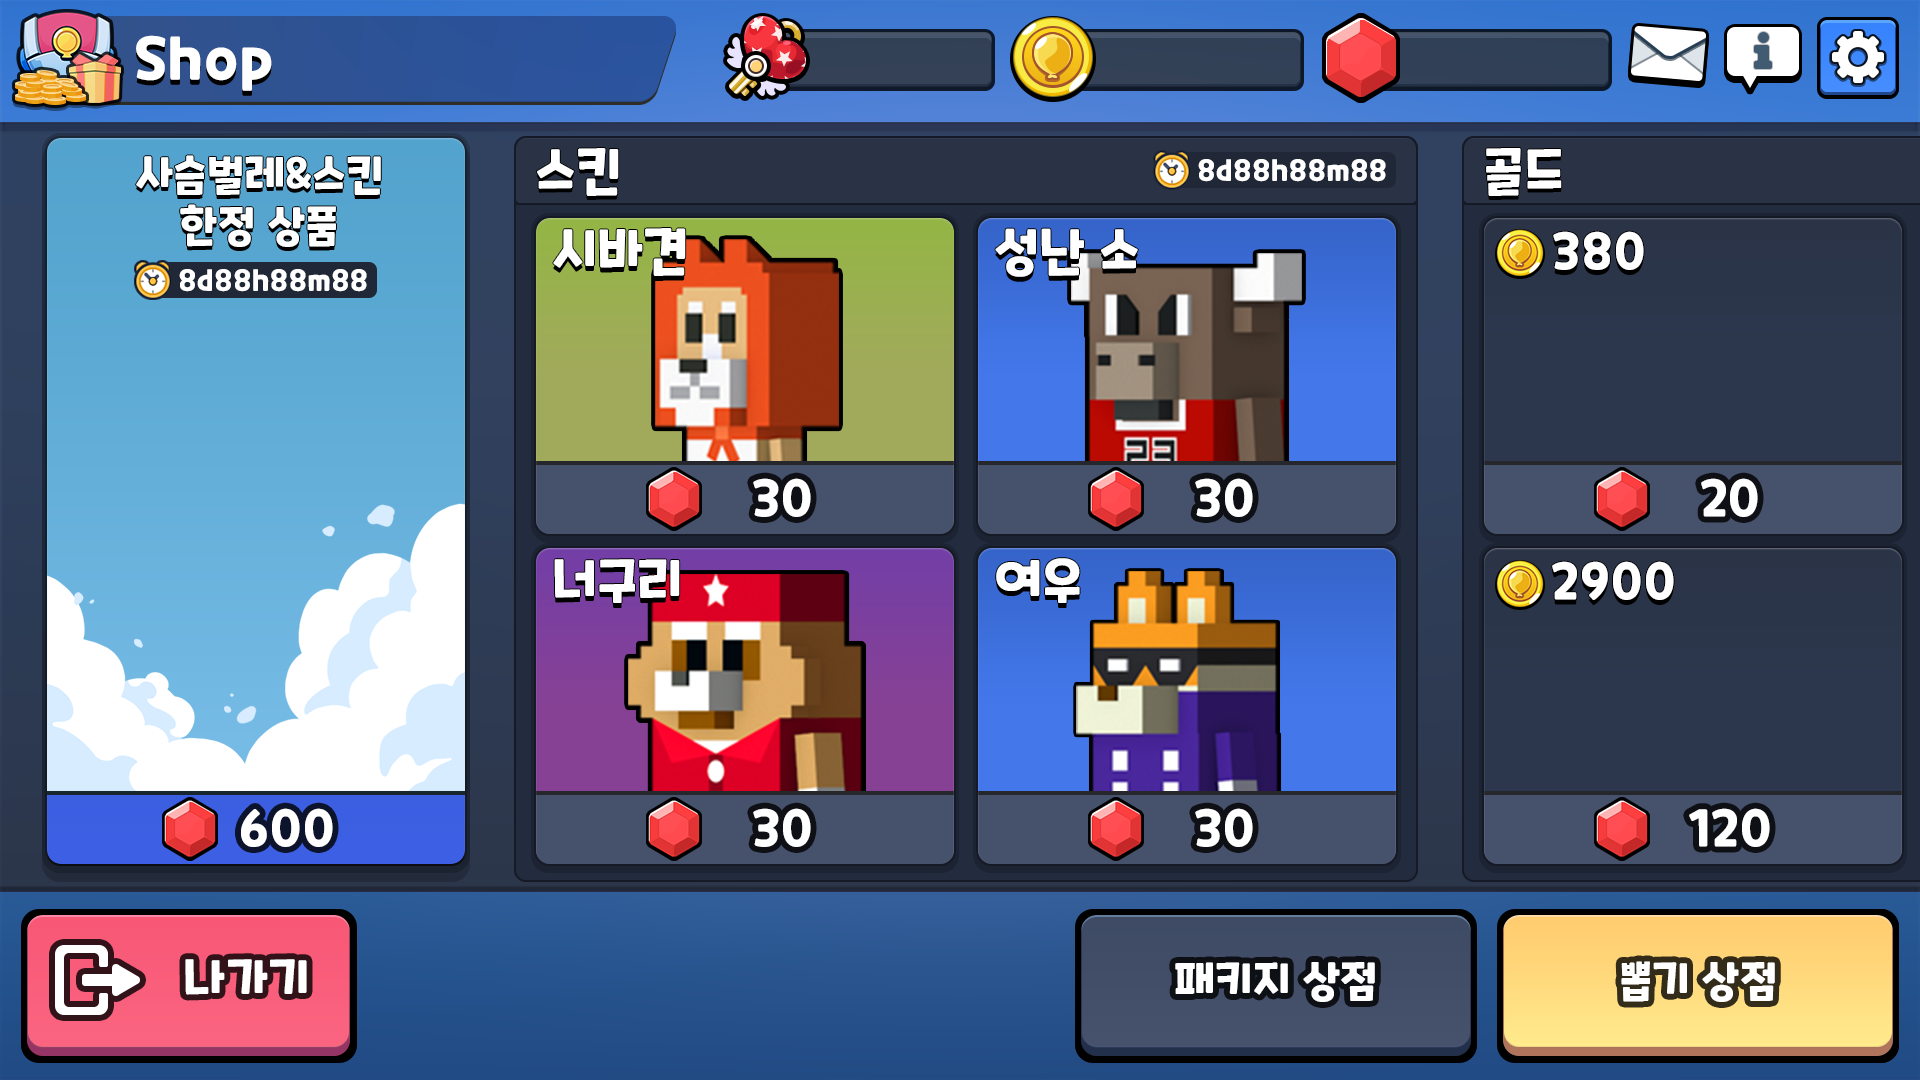 Shop
사슴벌레&스킨
한정 상품
8d88h88m88
600
스킨
8d88h88m88
시바견
30
성난 소
23
30
너구리
30
여우
30
골드
380
20
2900
120
나가기
패키지 상점
뽑기 상점